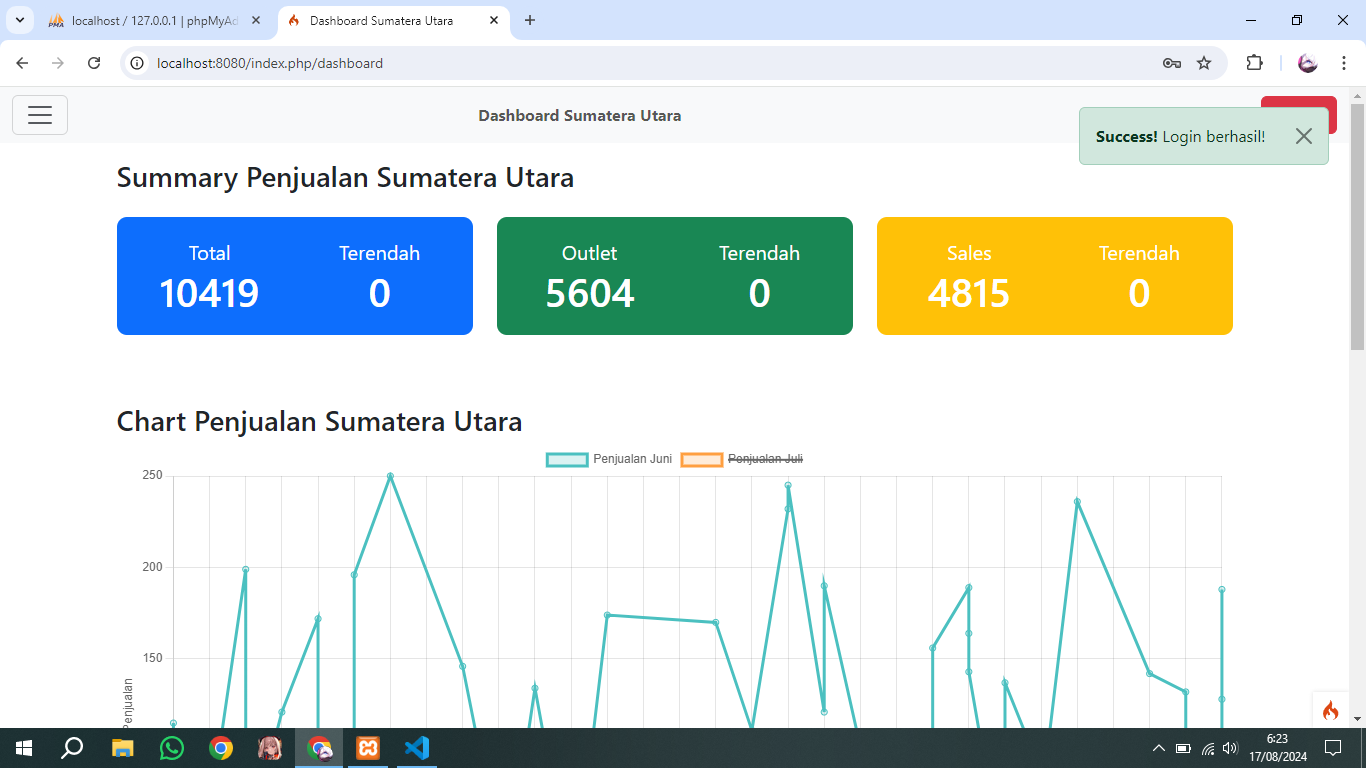 localhost / 127.0.0.1 | phpMyAd
Dashboard Sumatera Utara
localhost:8080/index.php/dashboard
Dashboard Sumatera Utara
Success! Login berhasil!
Summary Penjualan Sumatera Utara
Total Terendah Outlet Terendah Sales Terendah
10419 0 5604 0 4815 0
Chart Penjualan Sumatera Utara
Penjualan Juni Penjualan Juli
250
200
150
Penjualan
6:23
17/08/2024